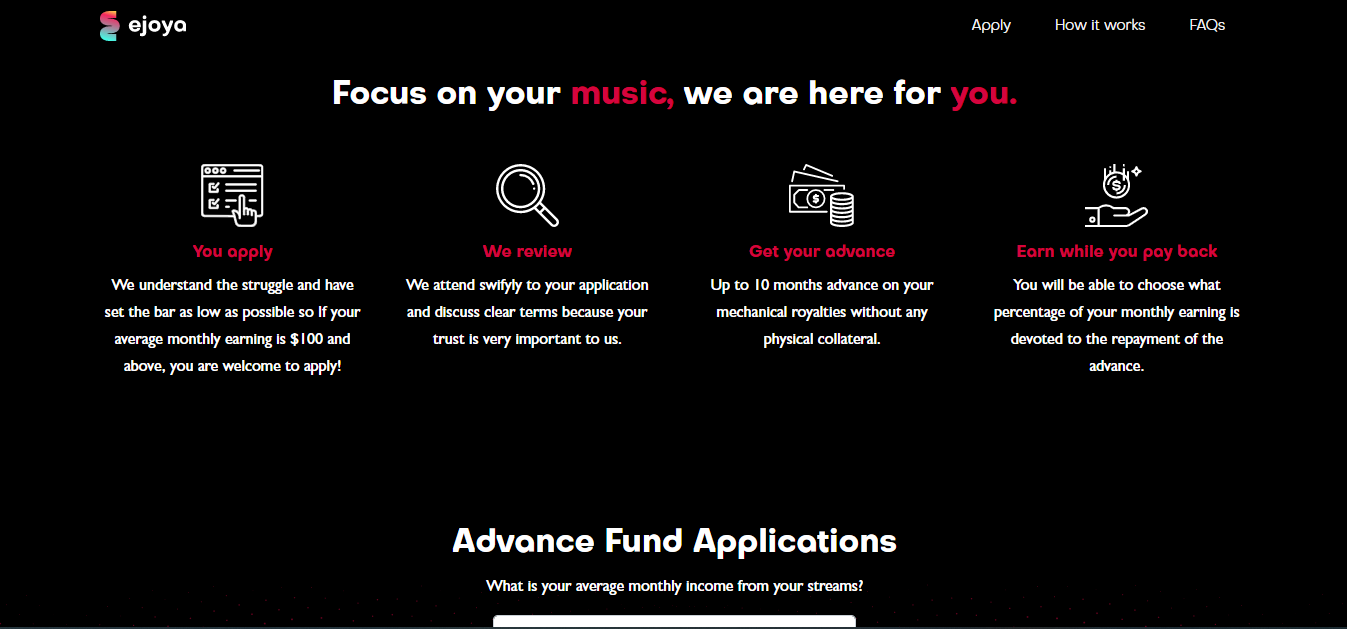 ejoya
Apply
How it works
FAQs
Focus on your music, we are here for you.
You apply
We understand the struggle and have
set the bar as low as possible so If your
average monthly earning is $100 and
above, you are welcome to apply!
We review
We attend swifyly to your application
and discuss clear terms because your
trust is very important to us.
Get your advance
Up to 10 months advance on your
mechanical royalties without any
physical collateral.
Earn while you pay back
You will be able to choose what
percentage of your monthly earning is
devoted to the repayment of the
advance.
Advance Fund Applications
What is your average monthly income from your streams?